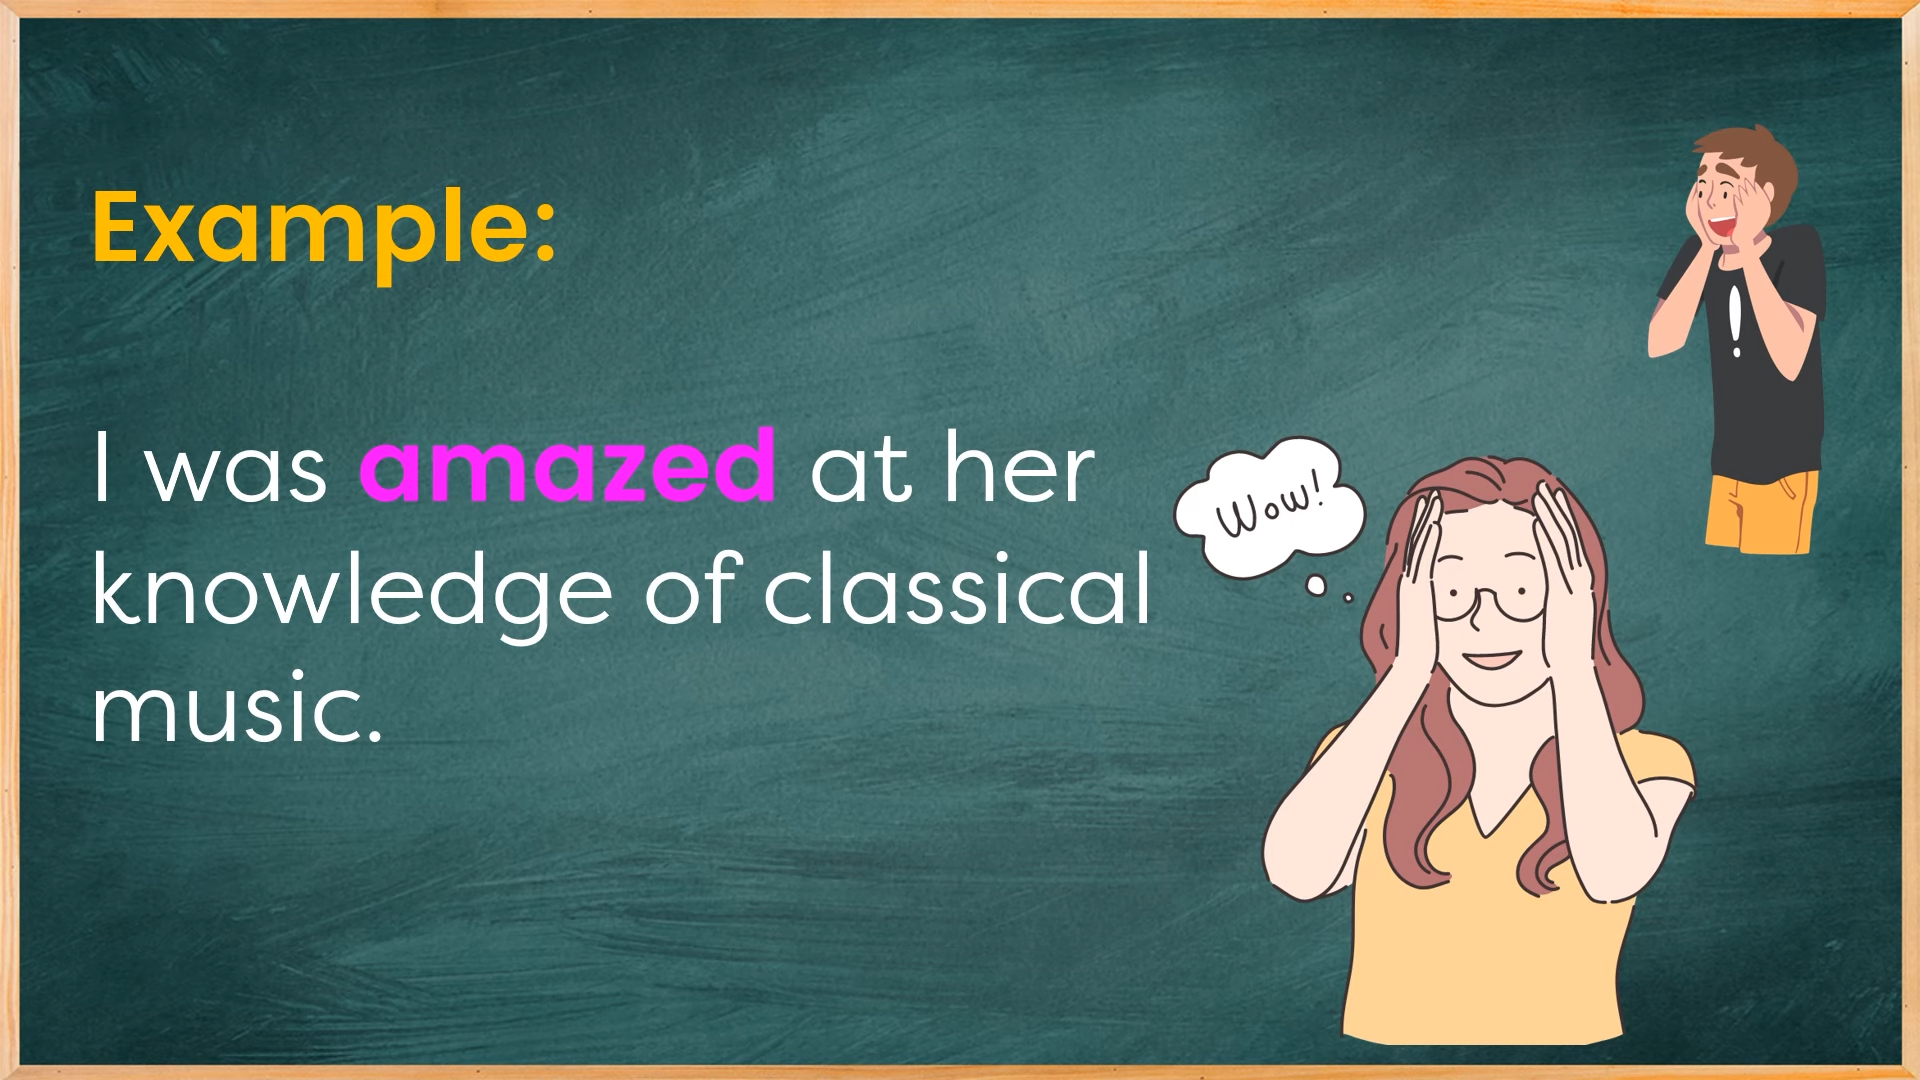 Example:
I was amazed at her
knowledge of classical
music.
Wow!